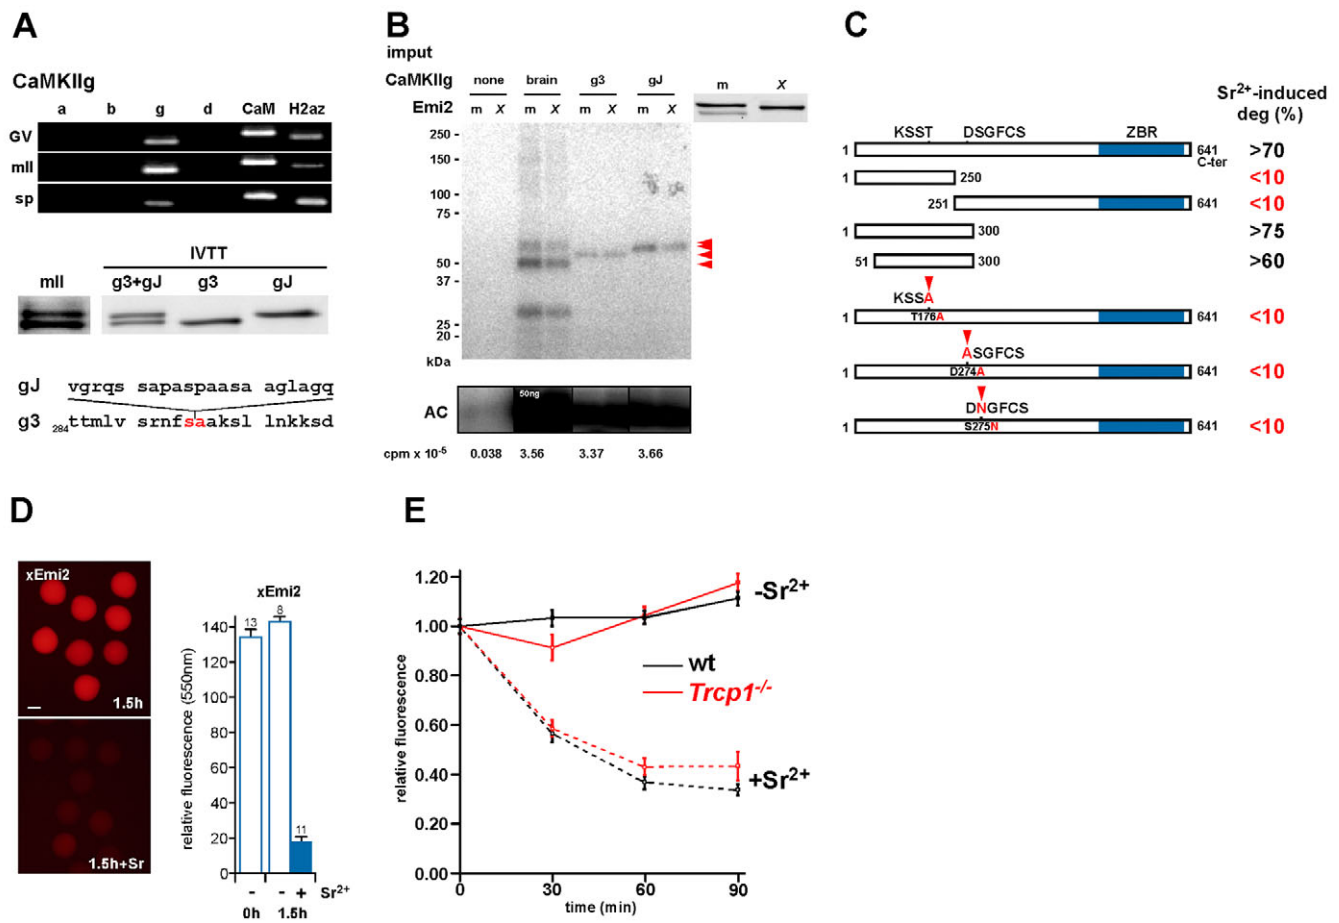 A
CaMKIIg
a b g d CaM H2az
GV
mII
sp
IVTT
mII g3+gJ g3 gJ
gJ vgrqs sapaspaasa aglagq
g3 284ttmlv srnfsaaksl lnkksd
B
imput
CaMKIIg none brain g3 gJ
Emi2 m X m X m X m X
m X
250
150
100
75
50
37
25
20
kDa
50ng
AC
cpm x 10-5 0.038 3.56 3.37 3.66
C
Sr2+-induced
deg (%)
KSST DSGFCS ZBR
1 641 >70
C-ter
1 250 <10
251 641 <10
1 300 >75
51 300 >60
KSSA
T176A
1 641 <10
ASGFCS
D274A
1 641 <10
DNGFCS
S275N
1 641 <10
D
xEmi2
1.5h
1.5h+Sr
xEmi2
relative fluorescence (550nm)
140
120
100
80
60
40
20
0
13
8
11
- - + Sr2+
0h 1.5h
E
relative fluorescence
1.20
1.00
0.80
0.60
0.40
0.20
0.00
-Sr2+
wt
Trcp1-/-
+Sr2+
0 30 60 90
time (min)